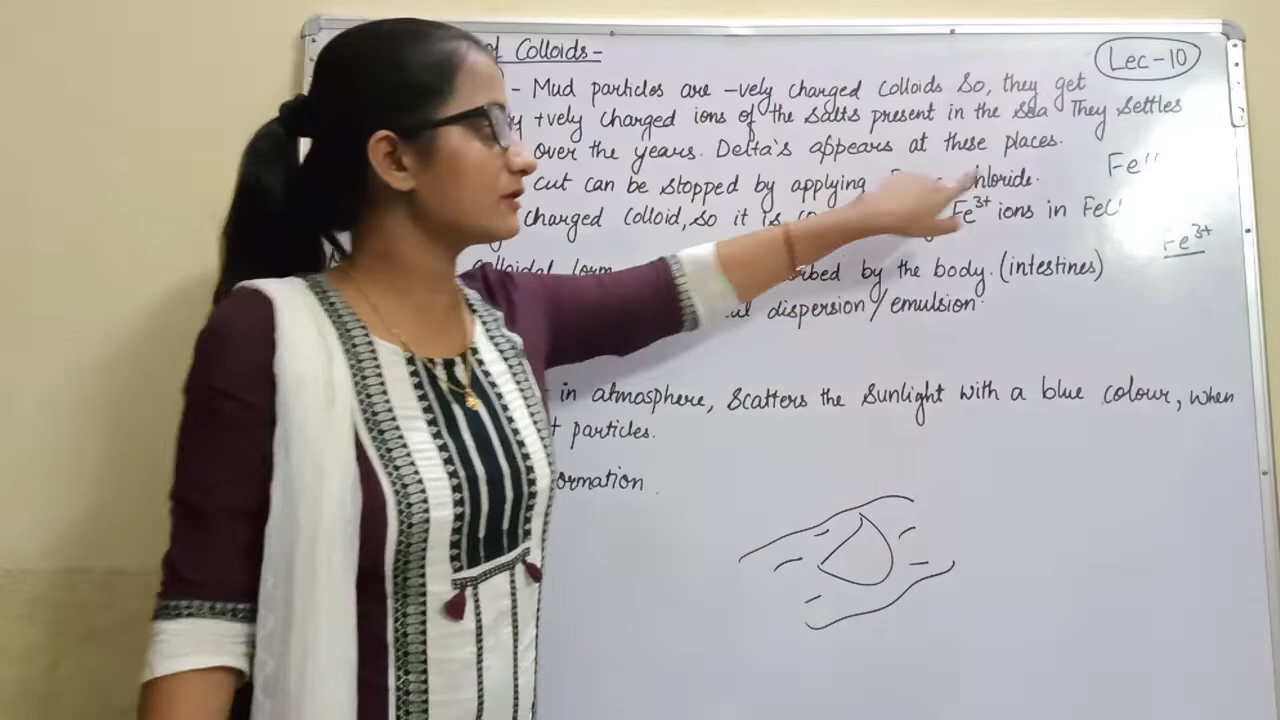 of Colloids-
Lec-10
- Mud particles are -vely charged Colloids So, they get
by +vely charged ions of the salts present in the sea They settles
over the years. Delta's appears at these places.
cut can be stopped by applying chloride.
charged Colloid, so it is Fe3+ ions in FeCl
Fe
Fe3+
colloidal form by the body. (intestines)
dispersion/emulsion
in atmosphere, scatters the sunlight with a blue colour, when
particles.